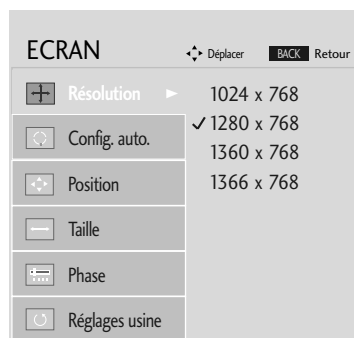 ECRAN
Déplacer BACK Retour
Résolution
1024 x 768
1280 x 768
1360 x 768
1366 x 768
Config. auto.
Position
Taille
Phase
Réglages usine